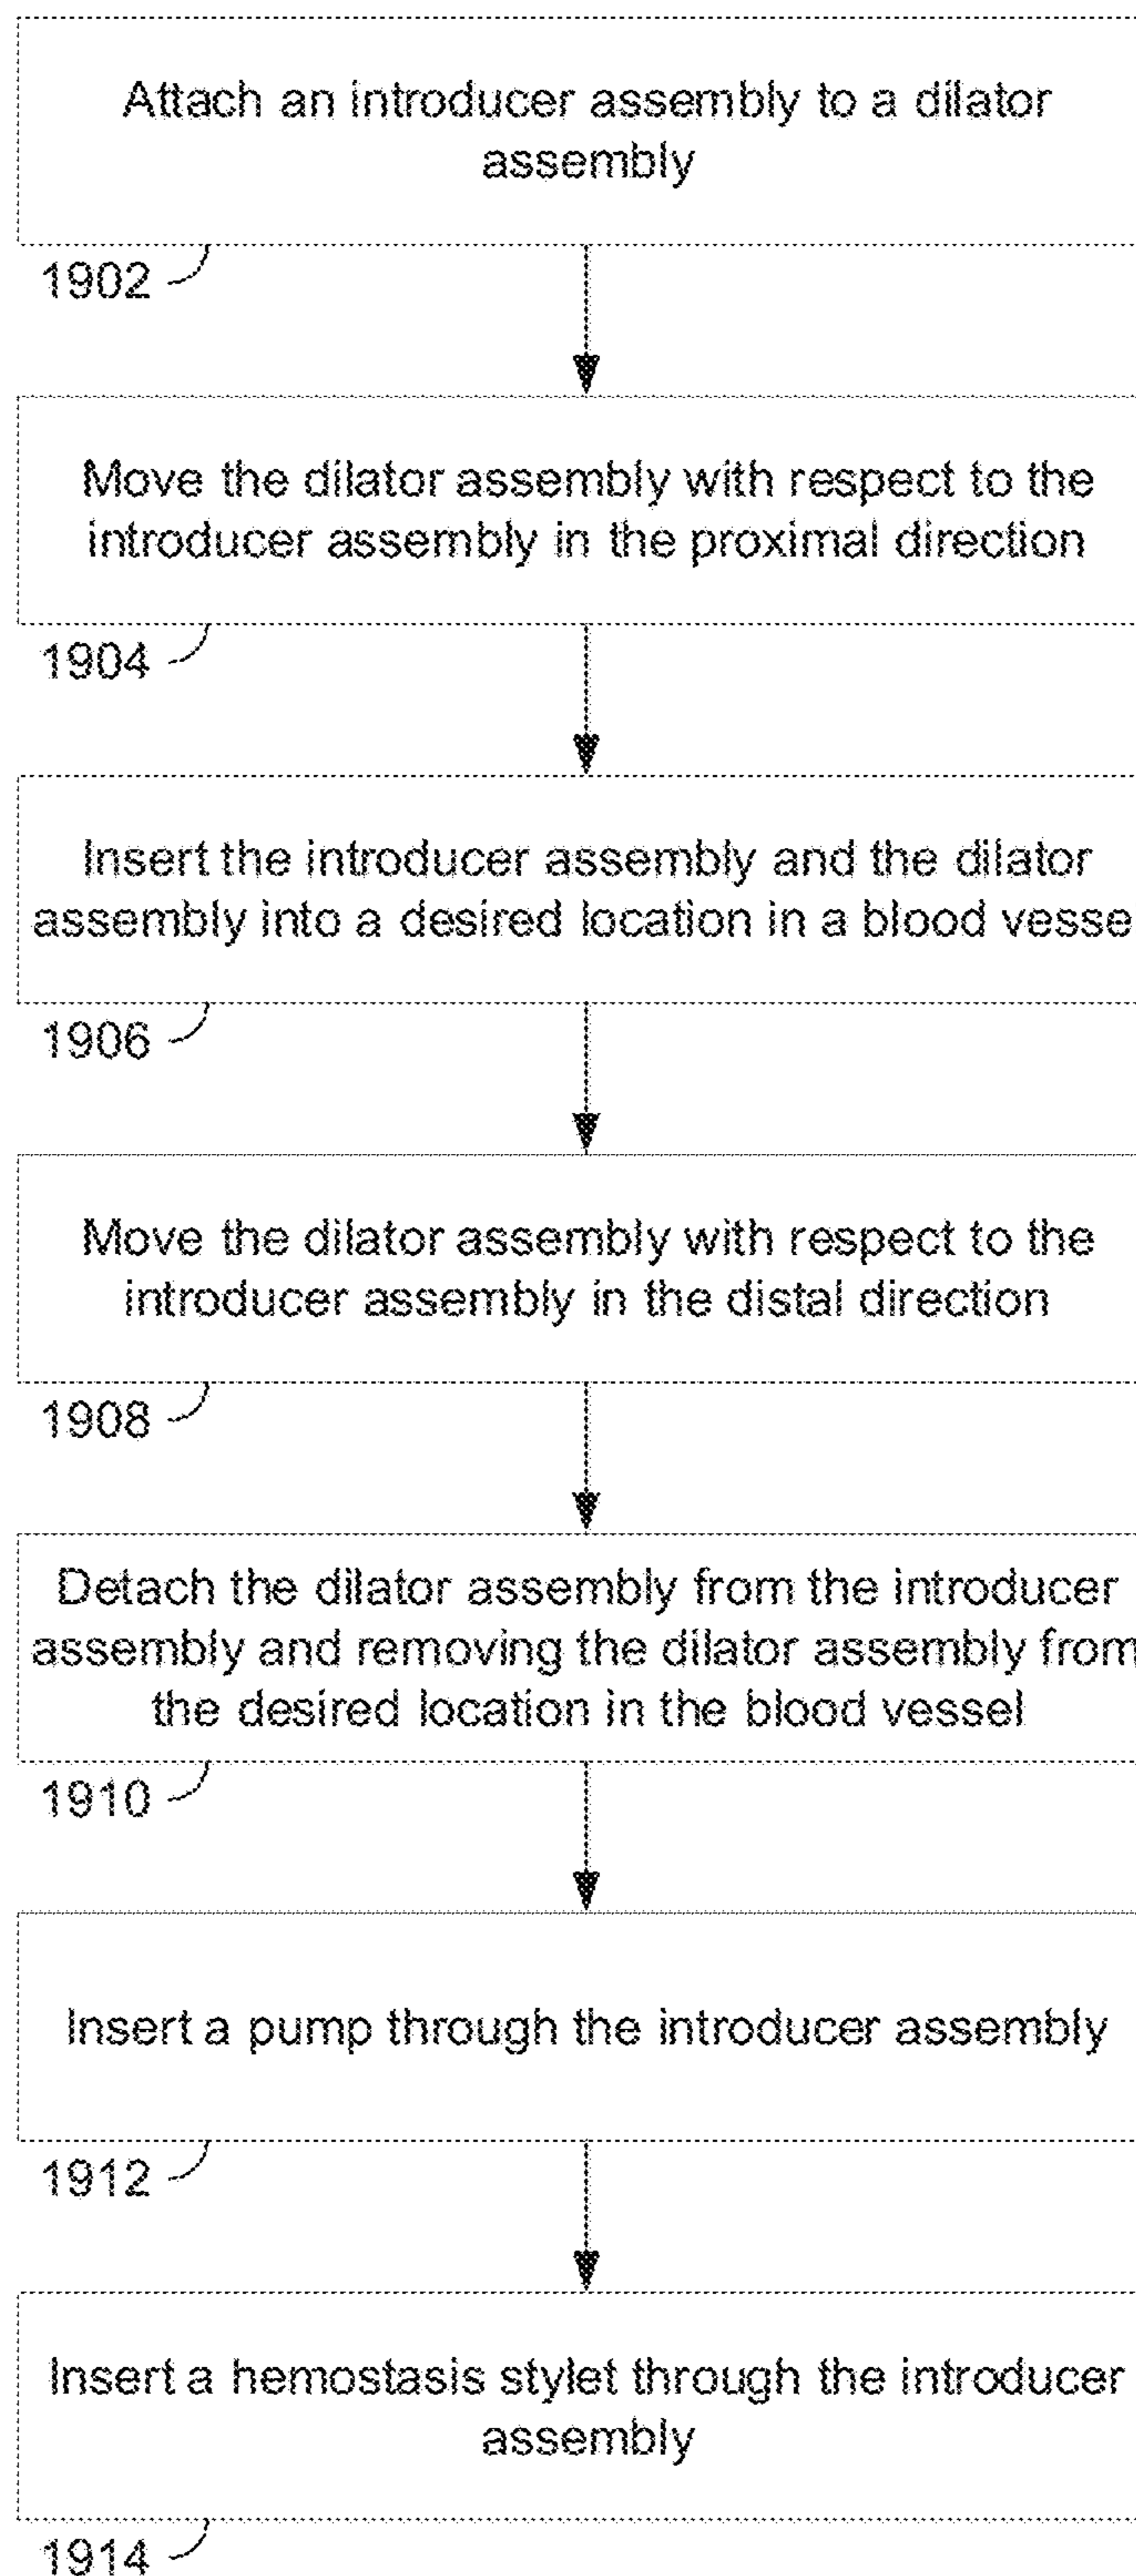 Attach an introducer assembly to a dilator
assembly
1902
Move the dilator assembly with respect to the
introducer assembly in the proximal direction
1904
Insert the introducer assembly and the dilator
assembly into a desired location in a blood vesse
1906
Move the dilator assembly with respect to the
introducer assembly in the distal direction
1908
Detach the dilator assembly from the introducer
assembly and removing the dilator assembly from
the desired location in the blood vessel
1910
Insert a pump through the introducer assembly
1912
Insert a hemostasis stylet through the introducer
assembly
1914